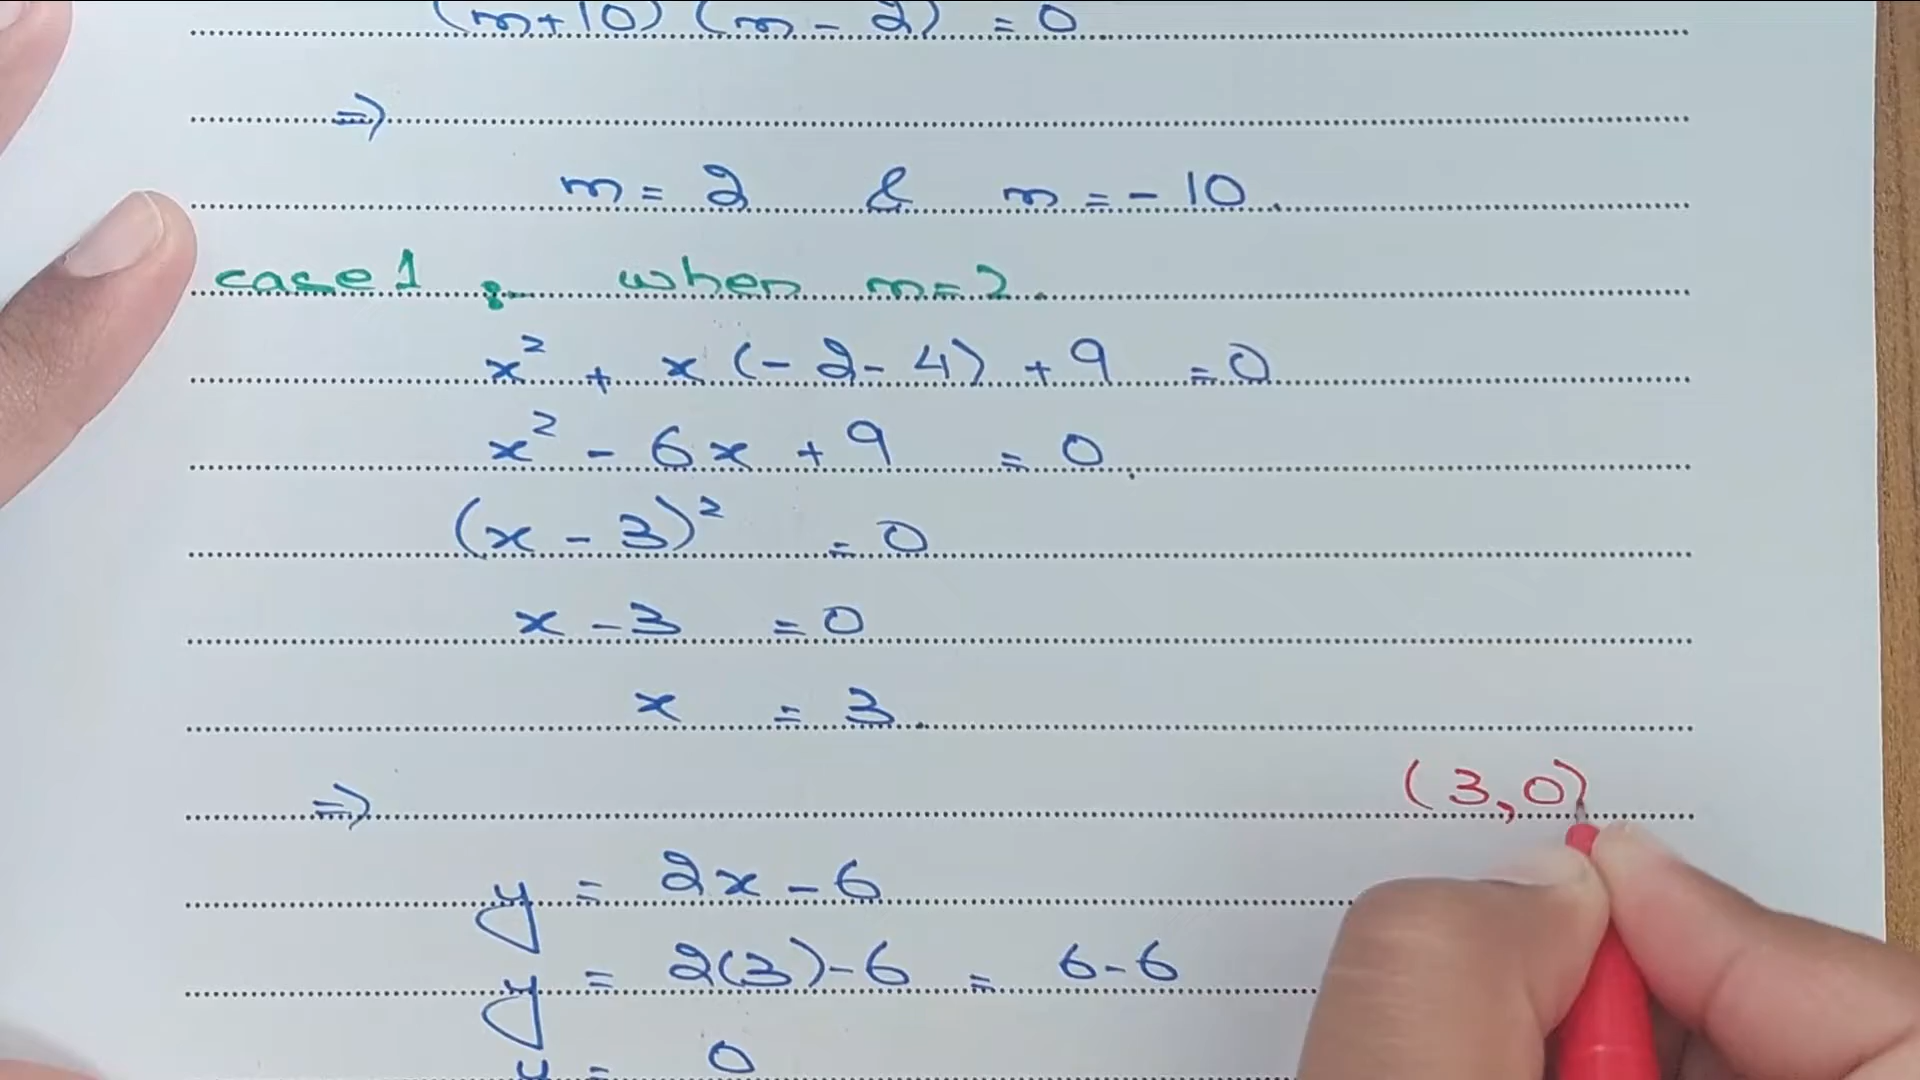 (m+10) (m-2) = 0
⇒
m = 2 & m = -10.
case 1 :- when m=2.
x² + x (-2-4) + 9 = 0
x² - 6x + 9 = 0.
(x - 3)² = 0
x - 3 = 0
x = 3.
(3,0)
⇒
y = 2x - 6
y = 2(3)-6 = 6-6
y = 0